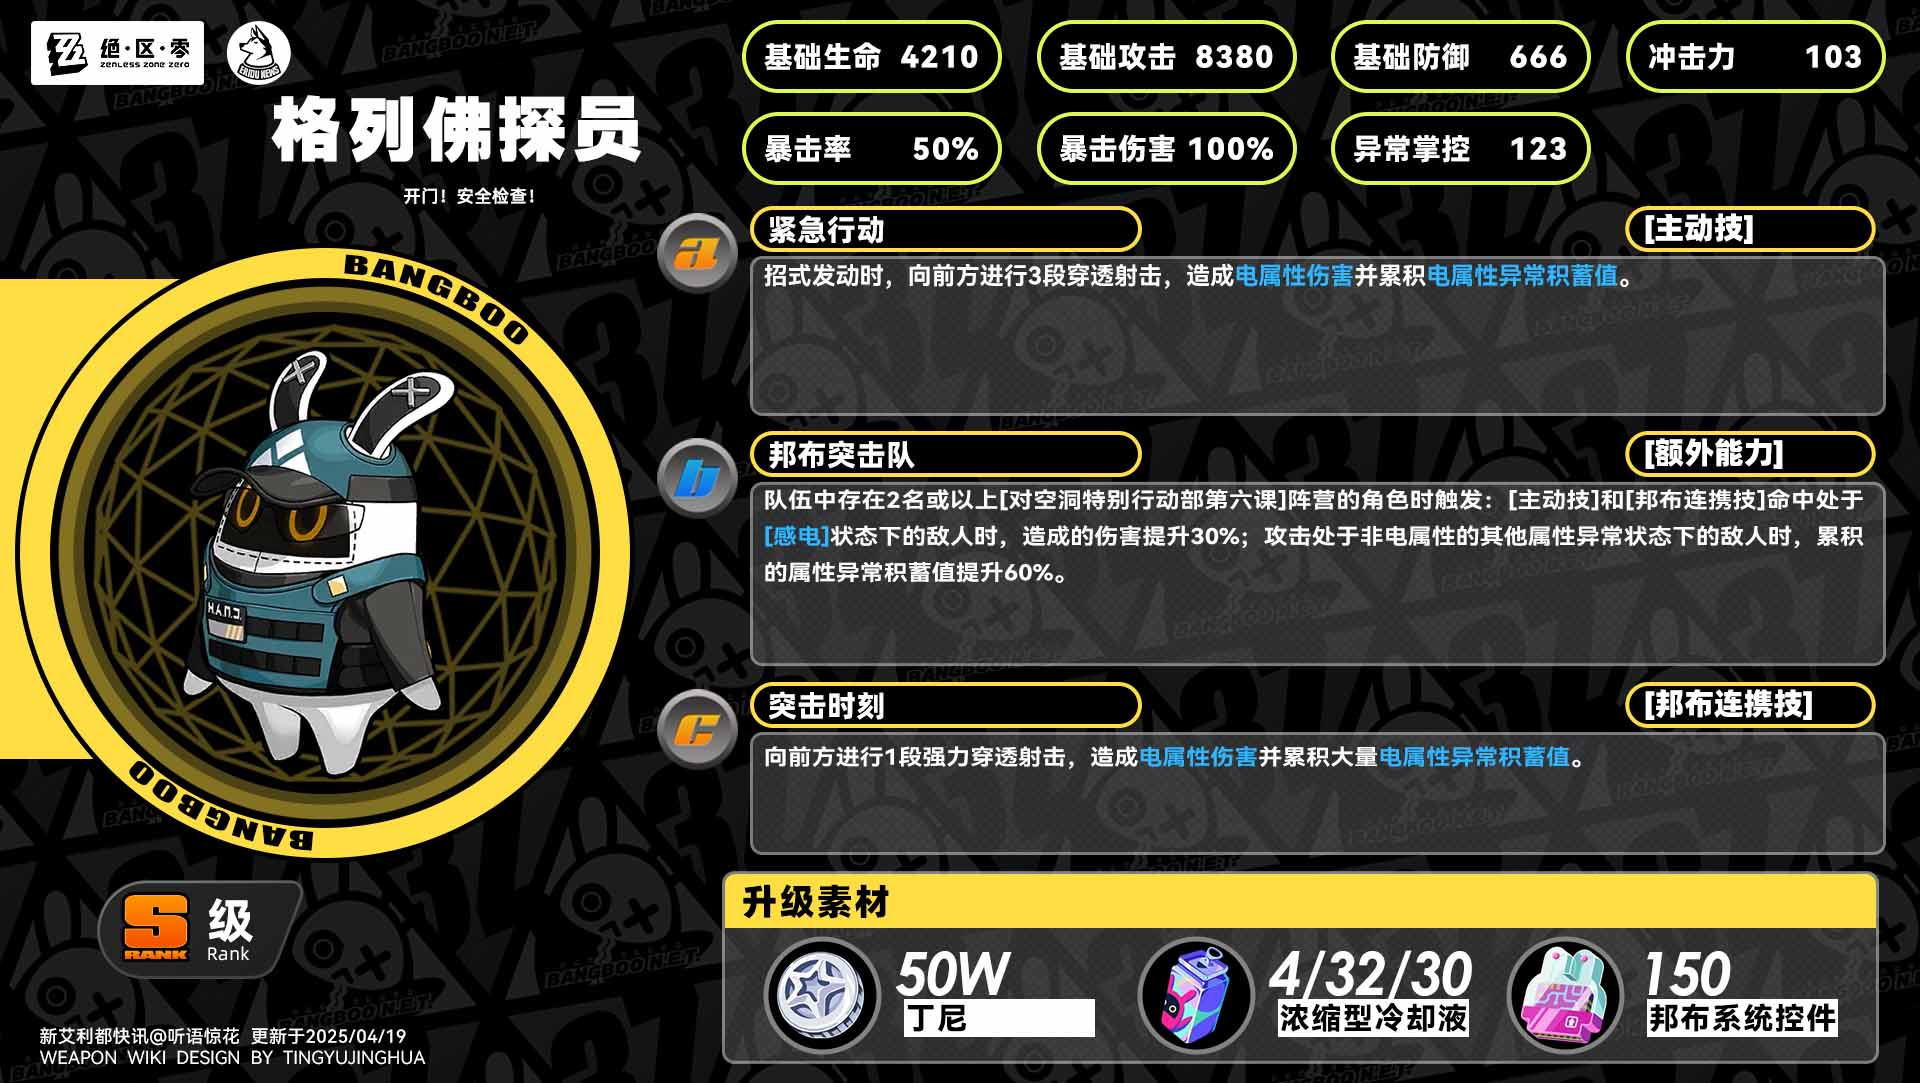 绝·区·零
ZENLESS ZONE ZERO
ERIDU NEWS
格列佛探员
开门！安全检查！
基础生命 4210
基础攻击 8380
基础防御 666
冲击力 103
暴击率 50%
暴击伤害 100%
异常掌控 123
BANGBOO
BANGBOO
H.A.N.D.
a
紧急行动
[主动技]
招式发动时，向前方进行3段穿透射击，造成电属性伤害并累积电属性异常积蓄值。
b
邦布突击队
[额外能力]
队伍中存在2名或以上[对空洞特别行动部第六课]阵营的角色时触发：[主动技]和[邦布连携技]命中处于
[感电]状态下的敌人时，造成的伤害提升30%；攻击处于非电属性的其他属性异常状态下的敌人时，累积
的属性异常积蓄值提升60%。
c
突击时刻
[邦布连携技]
向前方进行1段强力穿透射击，造成电属性伤害并累积大量电属性异常积蓄值。
S
RANK
级
Rank
升级素材
50W
丁尼
4/32/30
浓缩型冷却液
150
邦布系统控件
新艾利都快讯@听语惊花 更新于2025/04/19
WEAPON WIKI DESIGN BY TINGYUJINGHUA